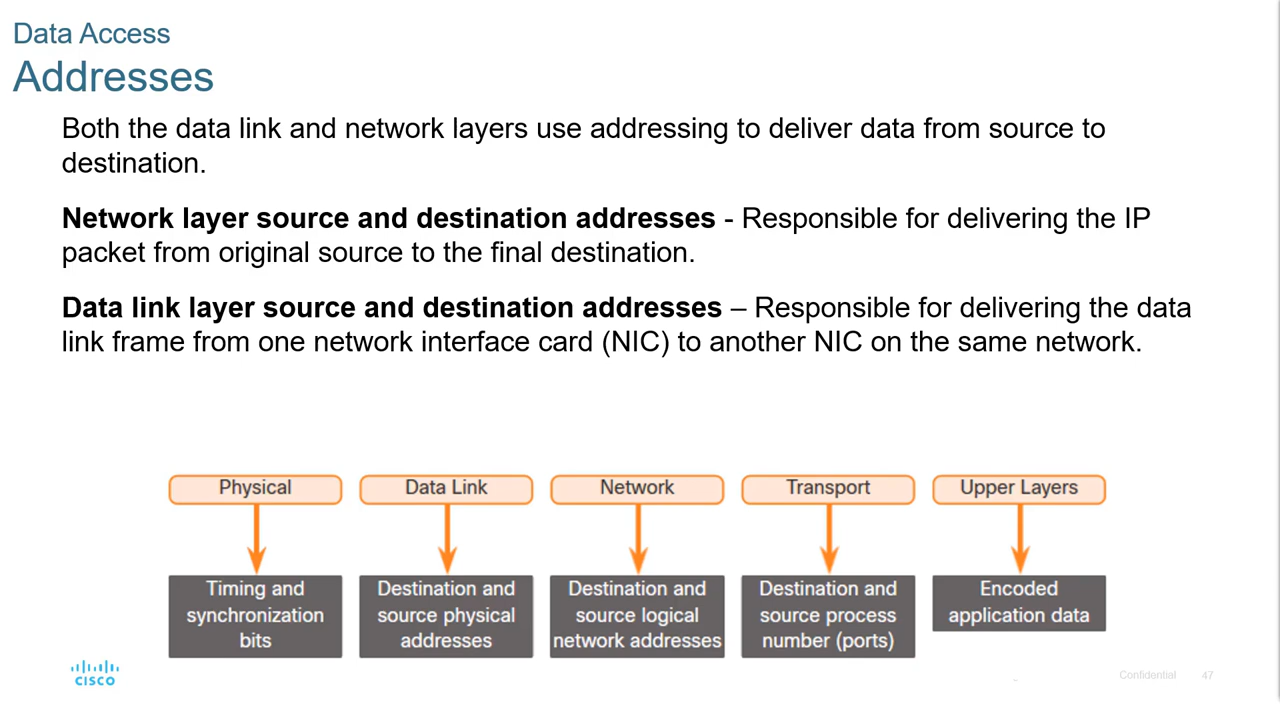 Data Access
Addresses
Both the data link and network layers use addressing to deliver data from source to
destination.
Network layer source and destination addresses - Responsible for delivering the IP
packet from original source to the final destination.
Data link layer source and destination addresses – Responsible for delivering the data
link frame from one network interface card (NIC) to another NIC on the same network.
Physical
Data Link
Network
Transport
Upper Layers
Timing and
synchronization
bits
Destination and
source physical
addresses
Destination and
source logical
network addresses
Destination and
source process
number (ports)
Encoded
application data
CISCO
Confidential
47